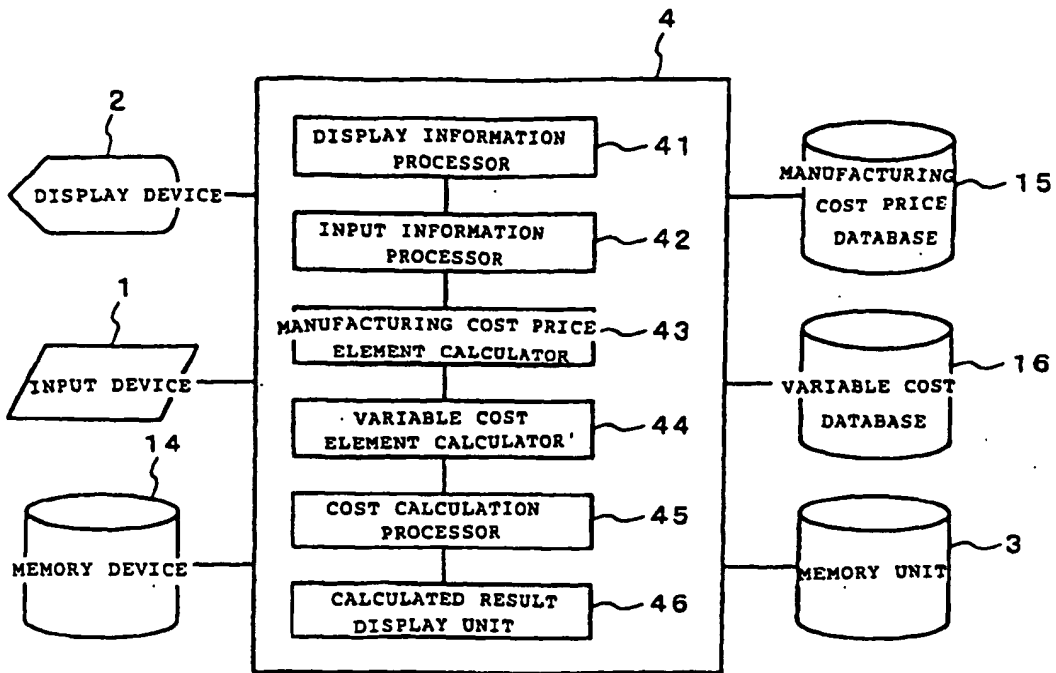 4
2
DISPLAY DEVICE
1
INPUT DEVICE
14
MEMORY DEVICE
DISPLAY INFORMATION
PROCESSOR
41
INPUT INFORMATION
PROCESSOR
42
MANUFACTURING COST PRICE
ELEMENT CALCULATOR
43
VARIABLE COST
ELEMENT CALCULATOR'
44
COST CALCULATION
PROCESSOR
45
CALCULATED RESULT
DISPLAY UNIT
46
MANUFACTURING
COST PRICE
DATABASE
15
VARIABLE COST
DATABASE
16
MEMORY UNIT
3